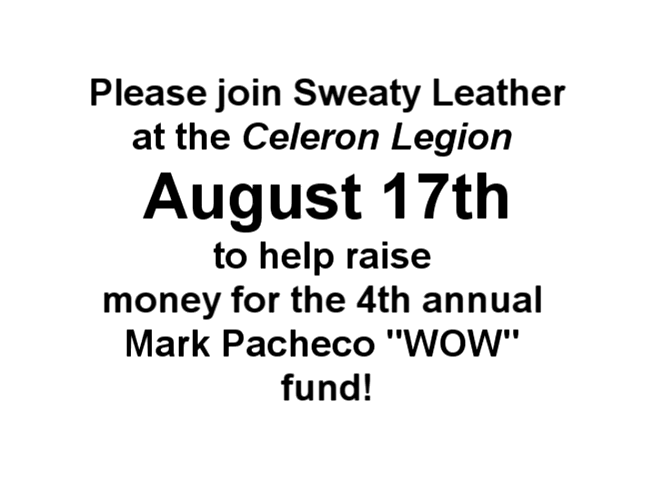 Please join Sweaty Leather
at the Celeron Legion
August 17th
to help raise
money for the 4th annual
Mark Pacheco "WOW"
fund!